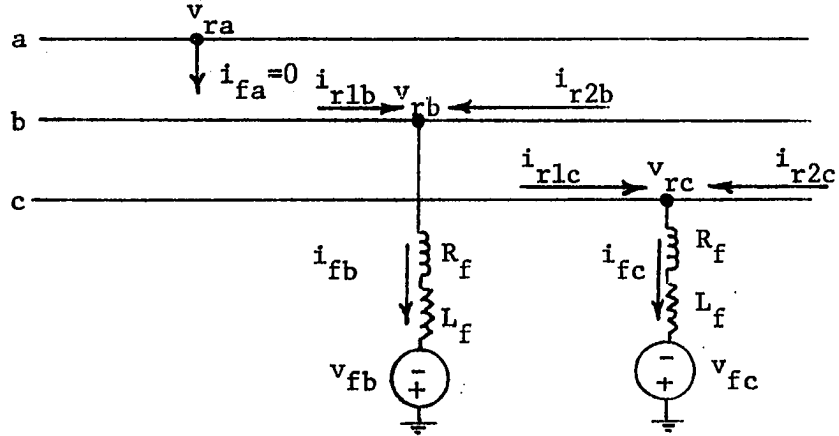 v_ra
a
i_fa=0
i_r1b v_rb i_r2b
b
i_r1c v_rc i_r2c
c
i_fb R_f i_fc R_f
L_f L_f
v_fb - + - + v_fc